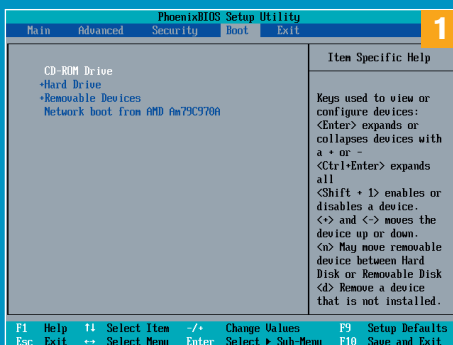 PhoenixBIOS Setup Utility
1
Main Advanced Security Boot Exit
Item Specific Help
CD-ROM Drive
+Hard Drive
+Removable Devices
Network boot from AMD Am79C970A
Keys used to view or
configure devices:
<Enter> expands or
collapses devices with
a + or -
<Ctrl+Enter> expands
all
<Shift + 1> enables or
disables a device.
<+> and <-> moves the
device up or down.
<n> May move removable
device between Hard
Disk or Removable Disk
<d> Remove a device
that is not installed.
F1 Help ↑↓ Select Item -/+ Change Values F9 Setup Defaults
Esc Exit ↔ Select Menu Enter Select ▶ Sub-Menu F10 Save and Exit